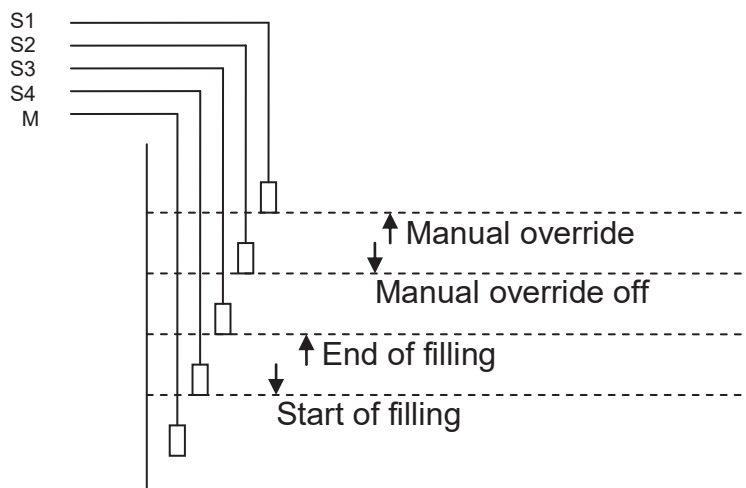 S1
S2
S3
S4
M
Manual override
Manual override off
End of filling
Start of filling